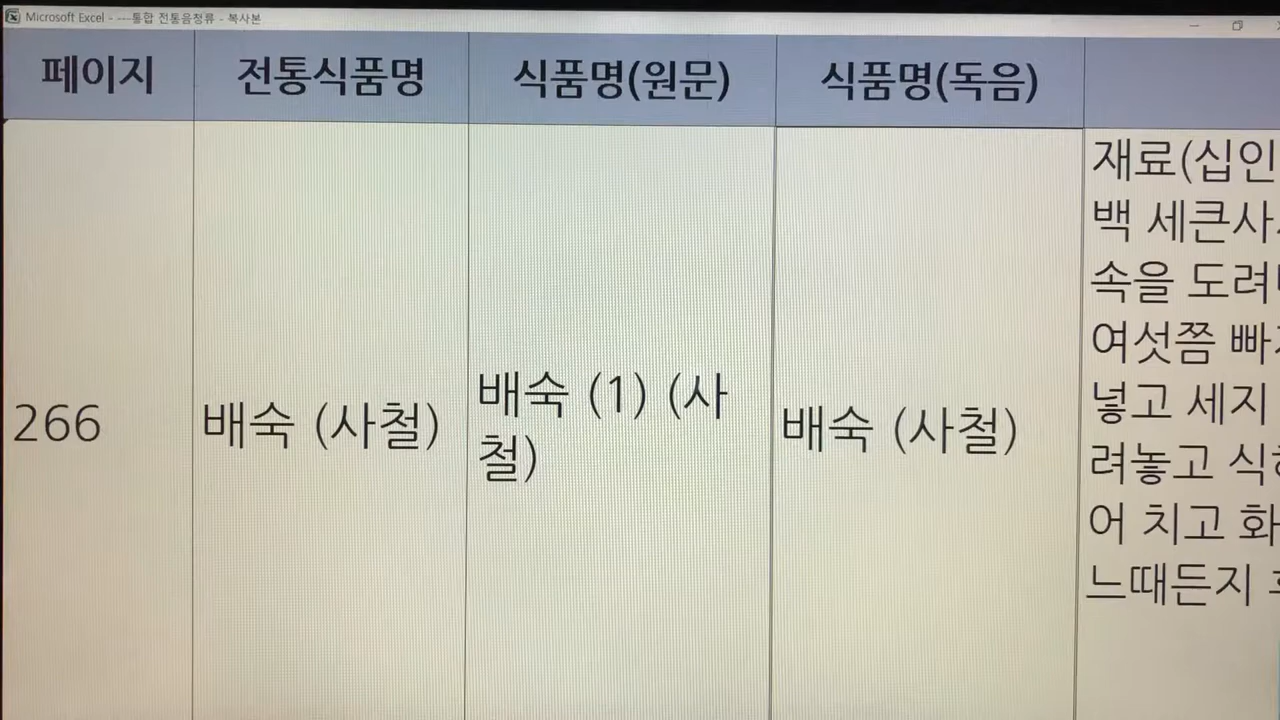 Microsoft Excel - ---통합 전통음청류 - 복사본
페이지 전통식품명 식품명(원문) 식품명(독음)
266 배숙 (사철) 배숙 (1) (사
철) 배숙 (사철)
재료(십인
백 세큰사
속을 도려
여섯쯤 빠
넣고 세지
려놓고 식
어 치고 화
느때든지